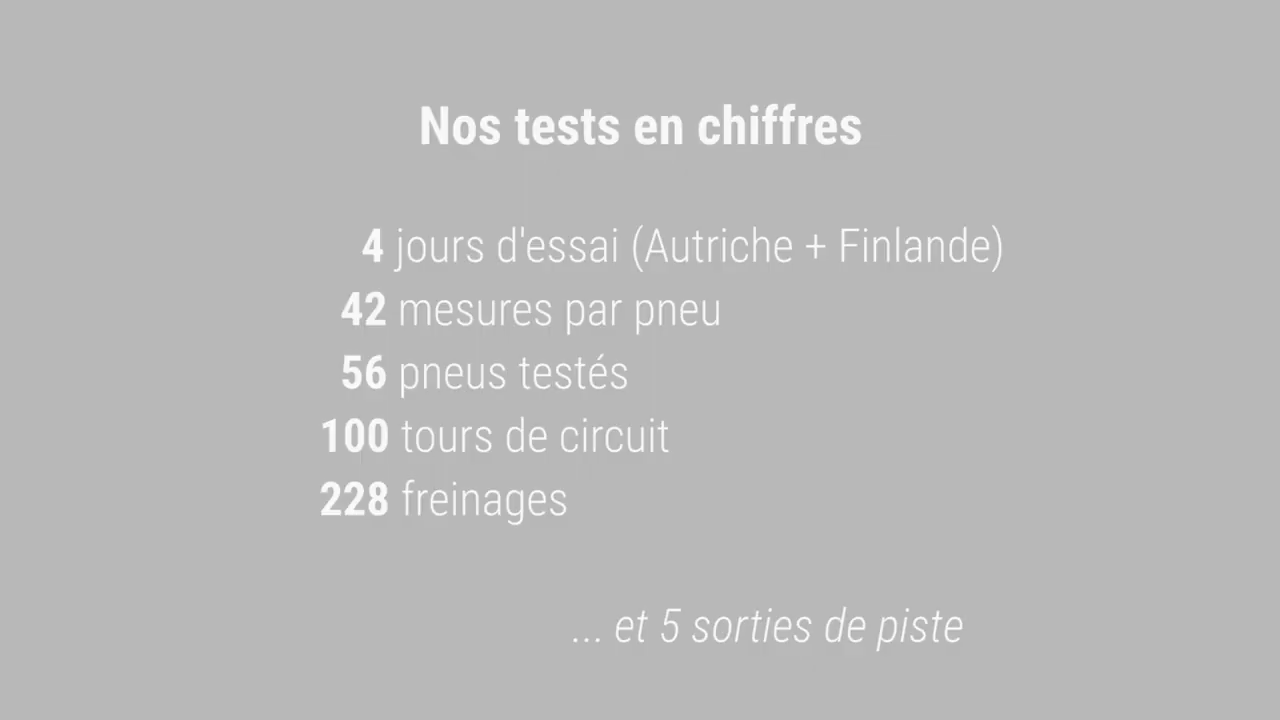 Nos tests en chiffres
4 jours d'essai (Autriche + Finlande)
42 mesures par pneu
56 pneus testés
100 tours de circuit
228 freinages
... et 5 sorties de piste